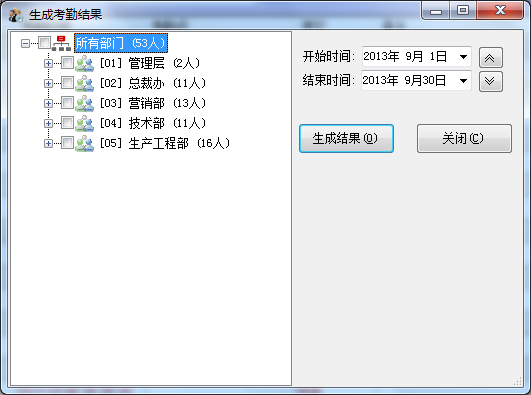 生成考勤结果
所有部门 (53人)
[01] 管理层 (2人)
[02] 总裁办 (11人)
[03] 营销部 (13人)
[04] 技术部 (11人)
[05] 生产工程部 (16人)
开始时间: 2013年 9月 1日
结束时间: 2013年 9月30日
生成结果(O) 关闭(C)